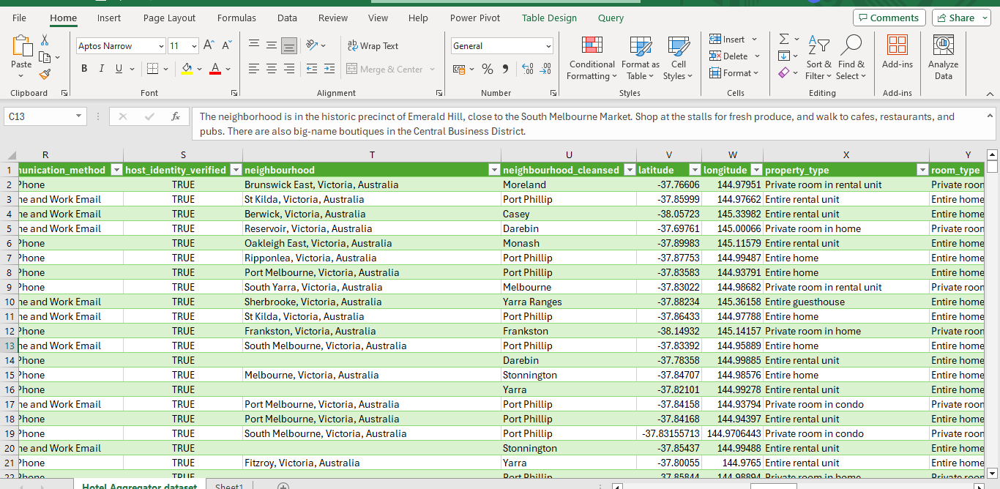 File Home Insert Page Layout Formulas Data Review View Help Power Pivot Table Design Query Comments Share
Paste
Clipboard
Aptos Narrow 11 A A
B I U A
Font
ab Wrap Text
Merge & Center
Alignment
General
% 9
Number
Conditional Formatting
Format as Table
Cell Styles
Styles
Insert
Delete
Format
Cells
Sort & Filter
Find & Select
Editing
Add-ins
Add-ins
Analyze Data
C13 fx The neighborhood is in the historic precinct of Emerald Hill, close to the South Melbourne Market. Shop at the stalls for fresh produce, and walk to cafes, restaurants, and
pubs. There are also big-name boutiques in the Central Business District.
R S T U V W X Y
1 unication_method host_identity_verified neighbourhood neighbourhood_cleansed latitude longitude property_type room_type
2 Phone TRUE Brunswick East, Victoria, Australia Moreland -37.76606 144.97951 Private room in rental unit Private roon
3 ne and Work Email TRUE St Kilda, Victoria, Australia Port Phillip -37.85999 144.97662 Entire rental unit Entire home
4 ne and Work Email TRUE Berwick, Victoria, Australia Casey -38.05723 145.33982 Entire rental unit Entire home
5 ne and Work Email TRUE Reservoir, Victoria, Australia Darebin -37.69761 145.00066 Private room in home Private roon
6 Phone TRUE Oakleigh East, Victoria, Australia Monash -37.89983 145.11579 Entire rental unit Entire home
7 Phone TRUE Ripponlea, Victoria, Australia Port Phillip -37.87753 144.99487 Entire home Entire home
8 Phone TRUE Port Melbourne, Victoria, Australia Port Phillip -37.83583 144.93791 Entire home Entire home
9 Phone TRUE South Yarra, Victoria, Australia Melbourne -37.83022 144.98682 Private room in rental unit Private roon
10 ne and Work Email TRUE Sherbrooke, Victoria, Australia Yarra Ranges -37.88234 145.36158 Entire guesthouse Entire home
11 ne and Work Email TRUE St Kilda, Victoria, Australia Port Phillip -37.86433 144.97788 Entire home Entire home
12 Phone TRUE Frankston, Victoria, Australia Frankston -38.14932 145.14157 Private room in home Private roon
13 ne and Work Email TRUE South Melbourne, Victoria, Australia Port Phillip -37.83392 144.95889 Entire home Entire home
14 Phone TRUE Darebin -37.78358 144.99885 Entire rental unit Entire home
15 Phone TRUE Melbourne, Victoria, Australia Stonnington -37.84707 144.98576 Entire home Entire home
16 Phone TRUE Yarra -37.82101 144.99278 Entire rental unit Entire home
17 ne and Work Email TRUE Port Melbourne, Victoria, Australia Port Phillip -37.84158 144.93794 Private room in condo Private roon
18 Phone TRUE Port Melbourne, Victoria, Australia Port Phillip -37.84168 144.94397 Entire rental unit Entire home
19 Phone TRUE South Melbourne, Victoria, Australia Port Phillip -37.83155713 144.9706443 Private room in condo Private roon
20 ne and Work Email TRUE Stonnington -37.85437 144.99488 Entire rental unit Entire home
21 Phone TRUE Fitzroy, Victoria, Australia Yarra -37.80055 144.9765 Entire rental unit Entire home
22 Phone TRUE Port Phillip -37.85844 144.98894 Private room in home Private roon
Hotel Aggregator dataset Sheet1